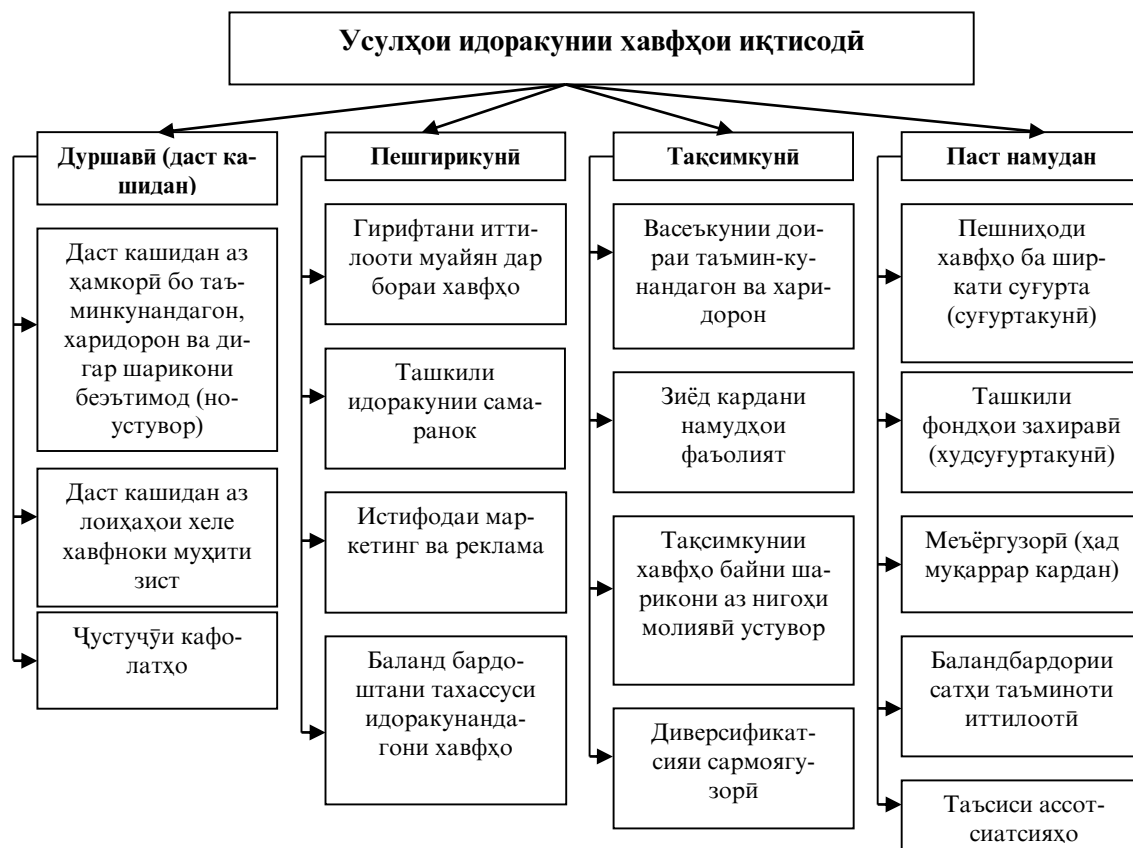 Усулҳои идоракунии хавфҳои иқтисодӣ
Дуршавӣ (даст ка-
шидан)
Даст кашидан аз
ҳамкорӣ бо таъ-
минкунандагон,
харидорон ва ди-
гар шарикони
беэътимод (но-
устувор)
Даст кашидан аз
лоиҳаҳои хеле
хавфноки муҳити
зист
Ҷустуҷӯи кафо-
латҳо
Пешгирикунӣ
Гирифтани итти-
лооти муайян дар
бораи хавфҳо
Ташкили
идоракунии сама-
ранок
Истифодаи мар-
кетинг ва реклама
Баланд бардо-
штани тахассуси
идоракунанда-
гони хавфҳо
Тақсимкунӣ
Васеъкунии дои-
раи таъмин-ку-
нандагон ва хари-
дорон
Зиёд кардани
намудҳои
фаъолият
Тақсимкунии
хавфҳо байни ша-
рикони аз нигоҳи
молиявӣ устувор
Диверсификат-
сияи сармоягу-
зорӣ
Паст намудан
Пешниҳоди
хавфҳо ба шир-
кати суғурта
(суғуртакунӣ)
Ташкили
фондҳои захиравӣ
(худсуғуртакунӣ)
Меъёргузорӣ (ҳад
муқаррар кардан)
Баландбардории
сатҳи таъминоти
иттилоотӣ
Таъсиси ассот-
сиатсияҳо